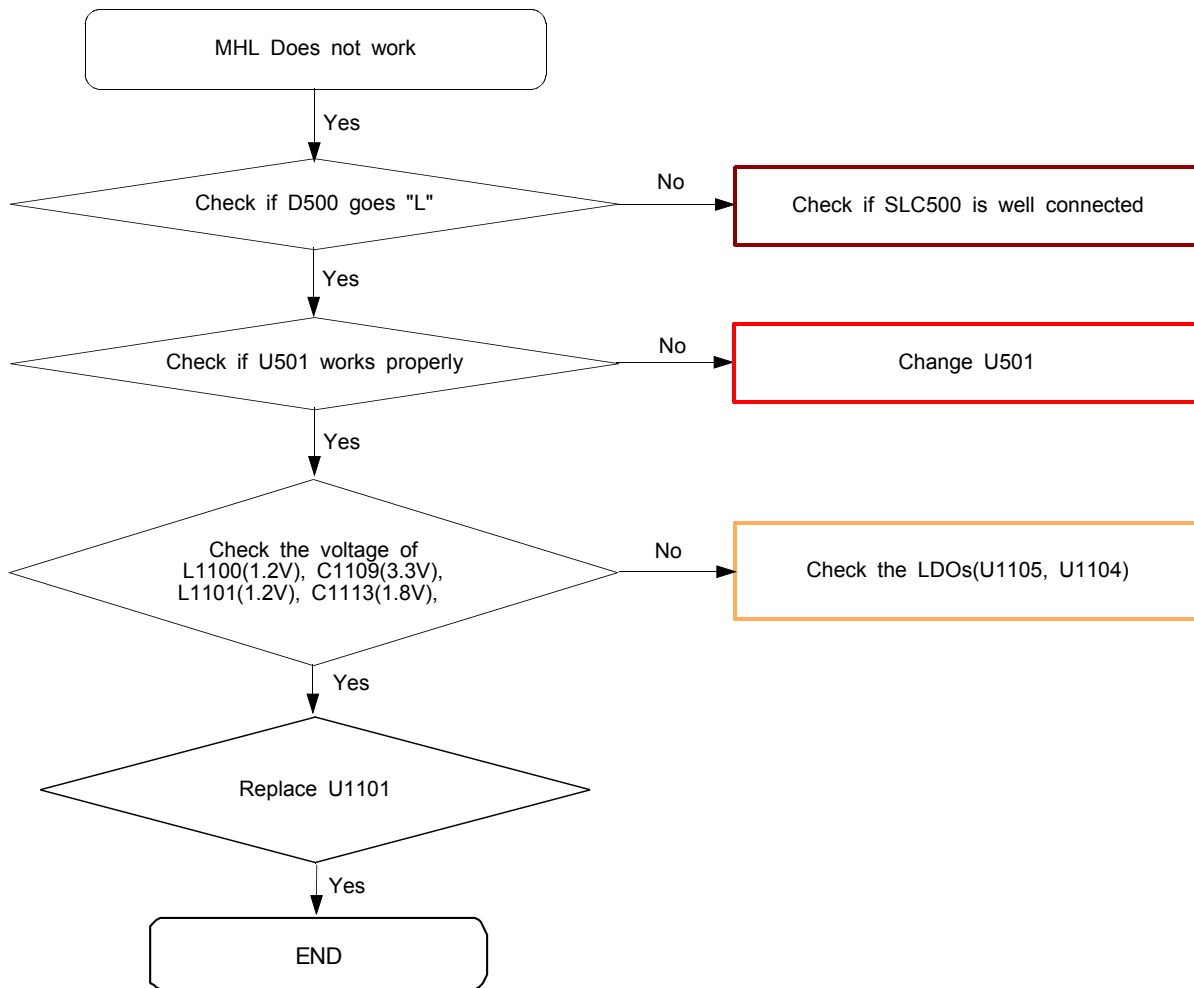 MHL Does not work
Yes
Check if D500 goes "L"
No
Check if SLC500 is well connected
Yes
Check if U501 works properly
No
Change U501
Yes
Check the voltage of
L1100(1.2V), C1109(3.3V),
L1101(1.2V), C1113(1.8V),
No
Check the LDOs(U1105, U1104)
Yes
Replace U1101
Yes
END